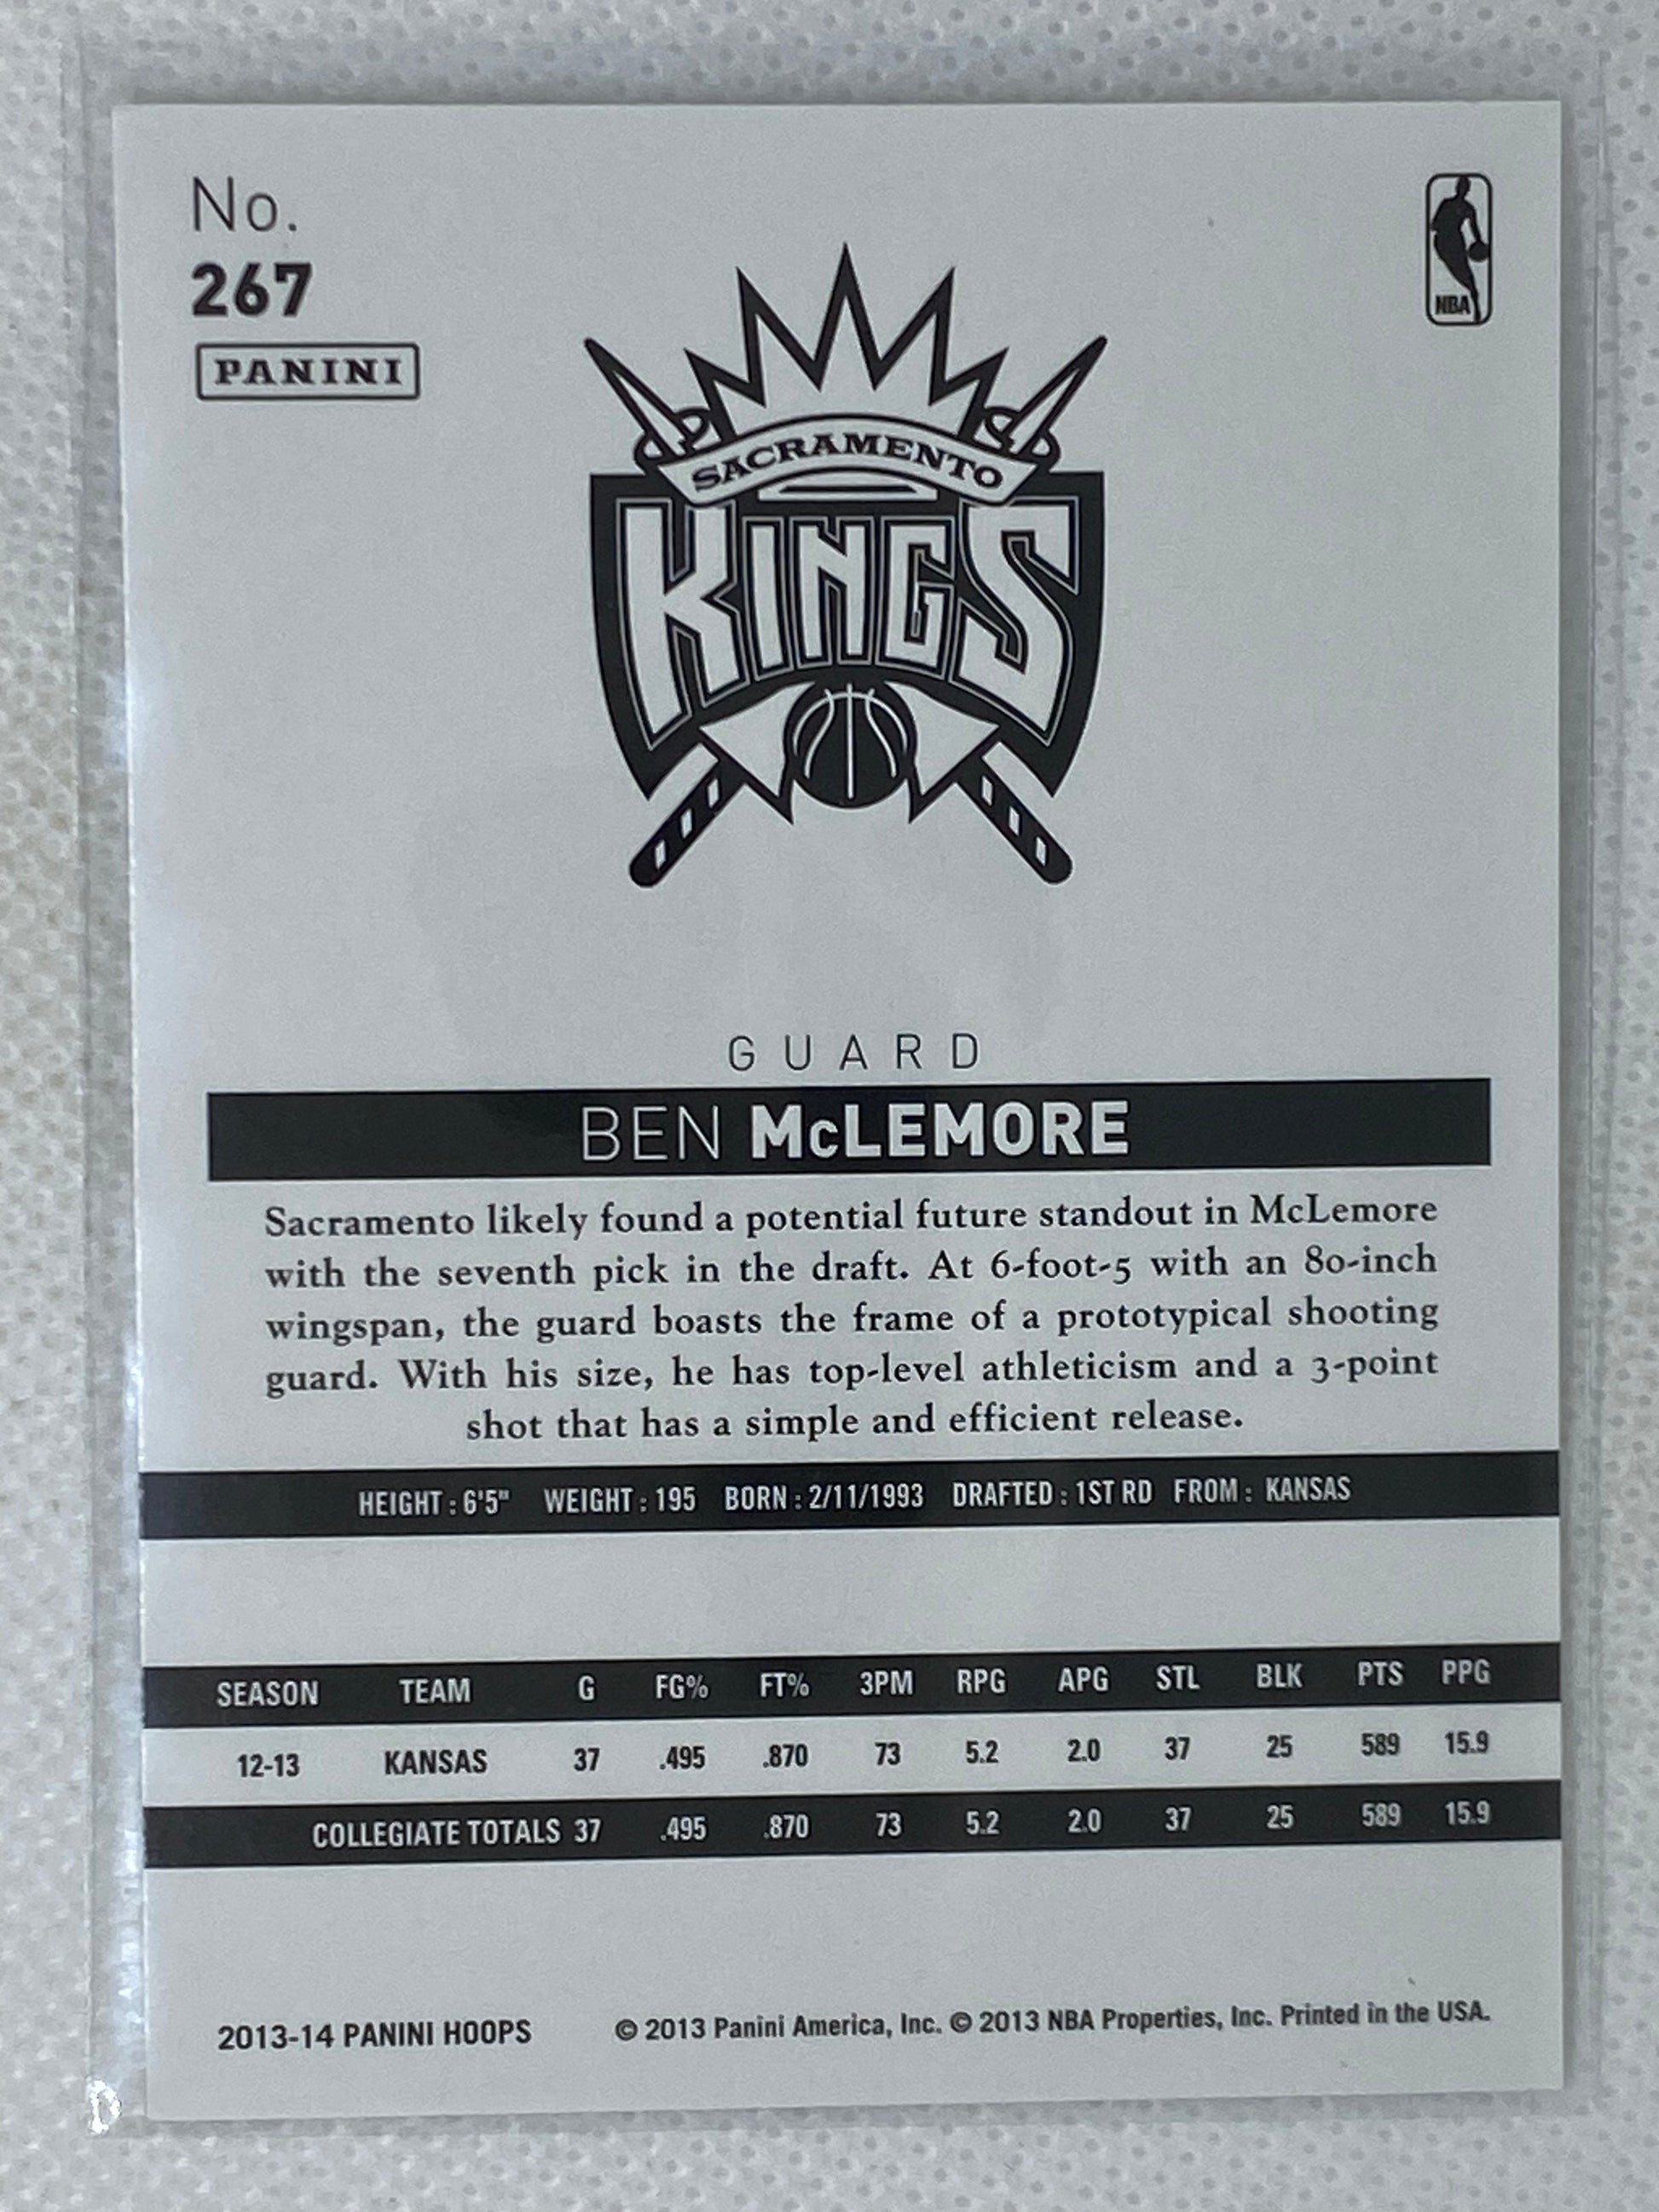 No.
267
PANINI
NBA
SACRAMENTO
KINGS
GUARD
BEN McLEMORE
Sacramento likely found a potential future standout in McLemore
with the seventh pick in the draft. At 6-foot-5 with an 80-inch
wingspan, the guard boasts the frame of a prototypical shooting
guard. With his size, he has top-level athleticism and a 3-point
shot that has a simple and efficient release.
HEIGHT : 6'5" WEIGHT : 195 BORN : 2/11/1993 DRAFTED : 1ST RD FROM : KANSAS
SEASON TEAM G FG% FT% 3PM RPG APG STL BLK PTS PPG
12-13 KANSAS 37 .495 .870 73 5.2 2.0 37 25 589 15.9
COLLEGIATE TOTALS 37 .495 .870 73 5.2 2.0 37 25 589 15.9
2013-14 PANINI HOOPS © 2013 Panini America, Inc. © 2013 NBA Properties, Inc. Printed in the USA.